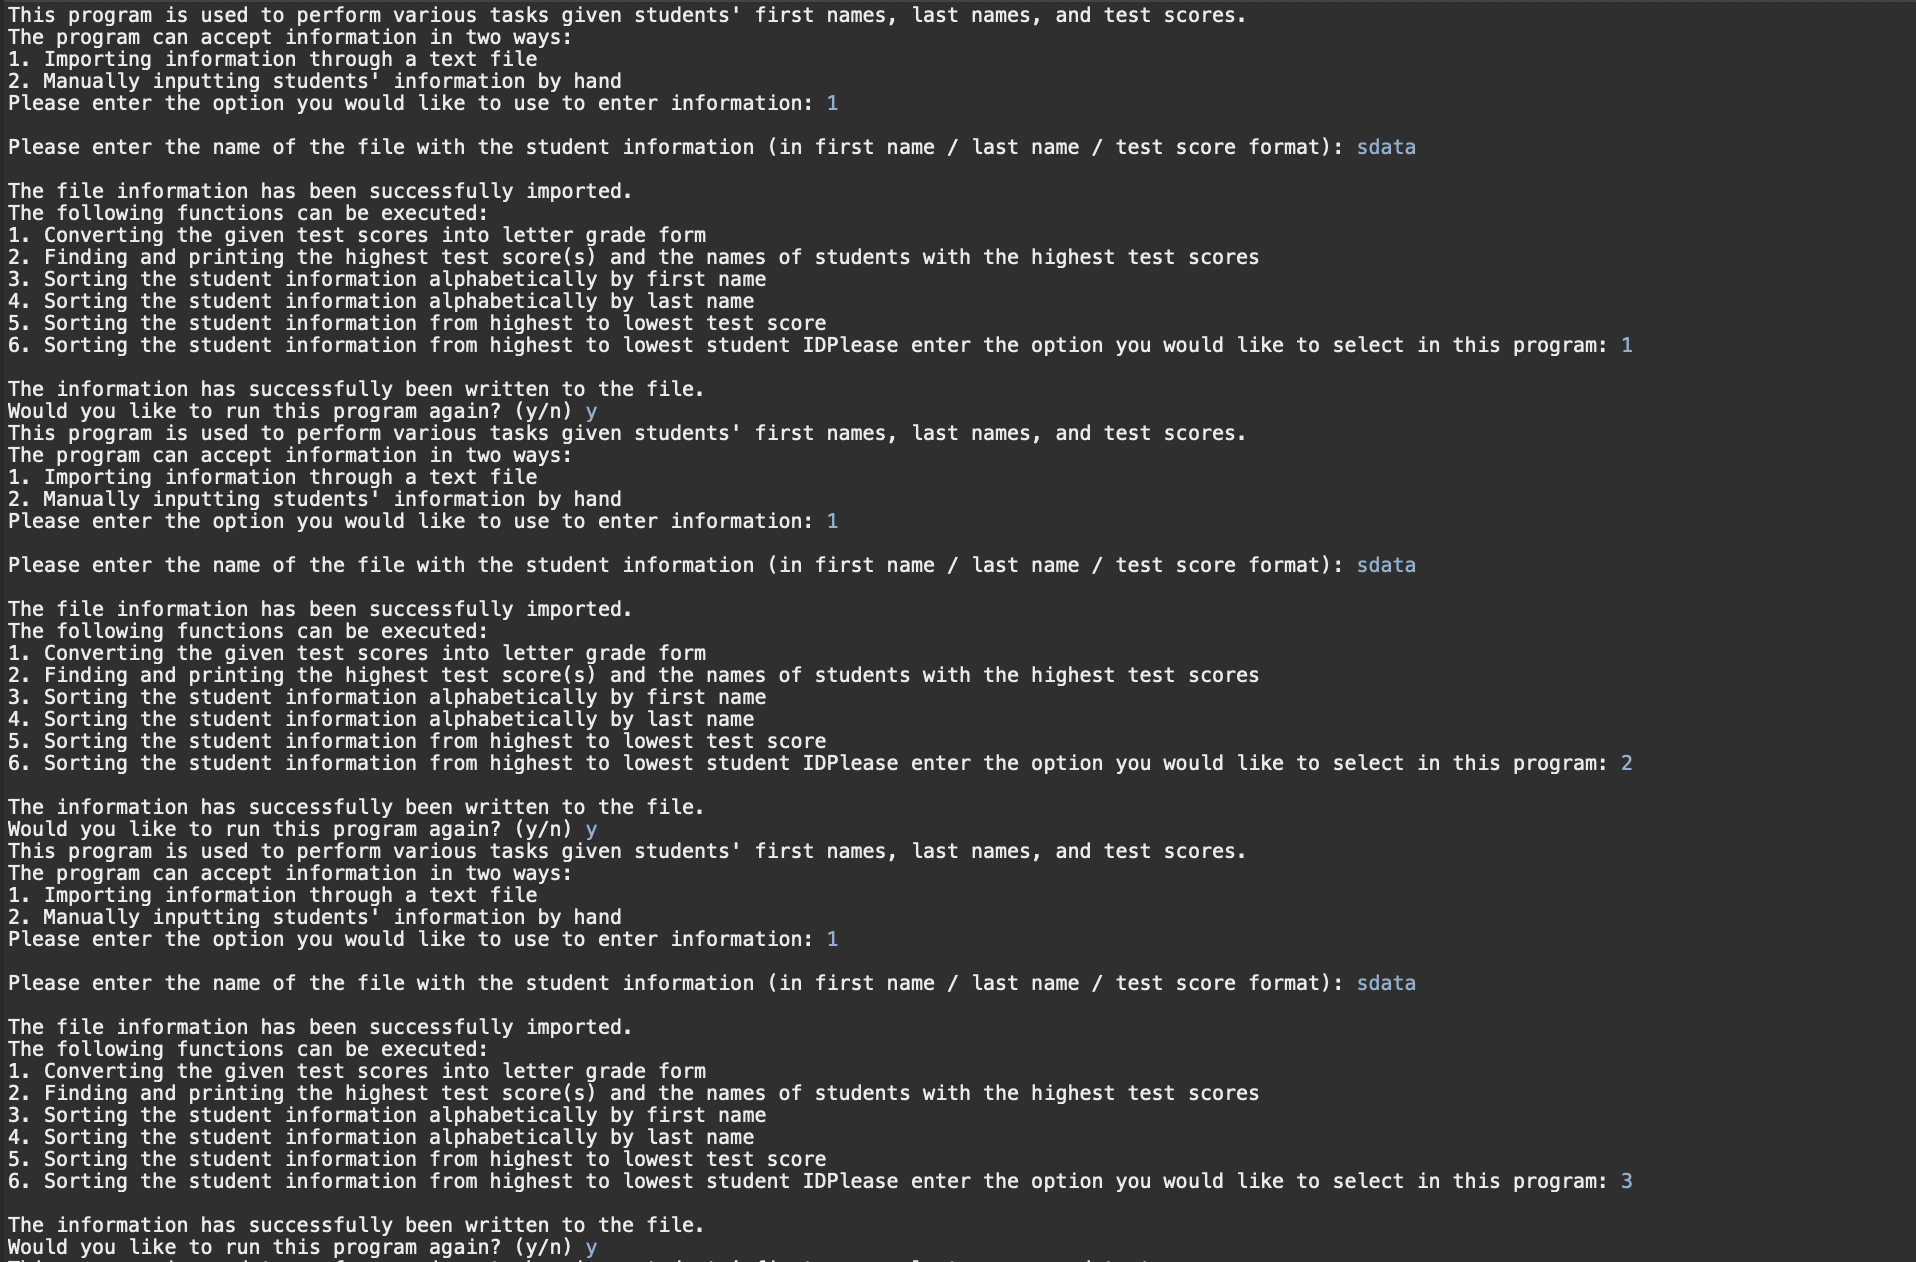 This program is used to perform various tasks given students' first names, last names, and test scores.
The program can accept information in two ways:
1. Importing information through a text file
2. Manually inputting students' information by hand
Please enter the option you would like to use to enter information: 1
Please enter the name of the file with the student information (in first name / last name / test score format): sdata
The file information has been successfully imported.
The following functions can be executed:
1. Converting the given test scores into letter grade form
2. Finding and printing the highest test score(s) and the names of students with the highest test scores
3. Sorting the student information alphabetically by first name
4. Sorting the student information alphabetically by last name
5. Sorting the student information from highest to lowest test score
6. Sorting the student information from highest to lowest student IDPlease enter the option you would like to select in this program: 1
The information has successfully been written to the file.
Would you like to run this program again? (y/n) y
This program is used to perform various tasks given students' first names, last names, and test scores.
The program can accept information in two ways:
1. Importing information through a text file
2. Manually inputting students' information by hand
Please enter the option you would like to use to enter information: 1
Please enter the name of the file with the student information (in first name / last name / test score format): sdata
The file information has been successfully imported.
The following functions can be executed:
1. Converting the given test scores into letter grade form
2. Finding and printing the highest test score(s) and the names of students with the highest test scores
3. Sorting the student information alphabetically by first name
4. Sorting the student information alphabetically by last name
5. Sorting the student information from highest to lowest test score
6. Sorting the student information from highest to lowest student IDPlease enter the option you would like to select in this program: 2
The information has successfully been written to the file.
Would you like to run this program again? (y/n) y
This program is used to perform various tasks given students' first names, last names, and test scores.
The program can accept information in two ways:
1. Importing information through a text file
2. Manually inputting students' information by hand
Please enter the option you would like to use to enter information: 1
Please enter the name of the file with the student information (in first name / last name / test score format): sdata
The file information has been successfully imported.
The following functions can be executed:
1. Converting the given test scores into letter grade form
2. Finding and printing the highest test score(s) and the names of students with the highest test scores
3. Sorting the student information alphabetically by first name
4. Sorting the student information alphabetically by last name
5. Sorting the student information from highest to lowest test score
6. Sorting the student information from highest to lowest student IDPlease enter the option you would like to select in this program: 3
The information has successfully been written to the file.
Would you like to run this program again? (y/n) y